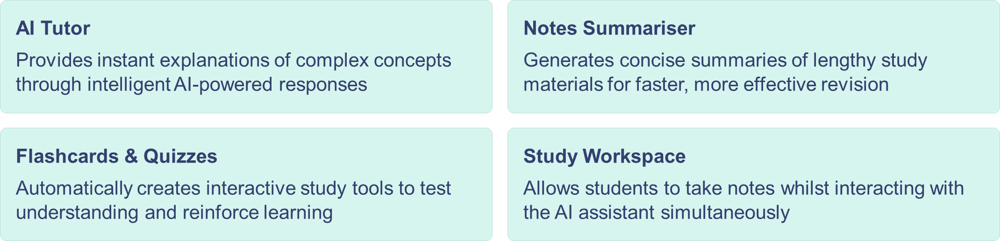 AI Tutor
Provides instant explanations of complex concepts
through intelligent AI-powered responses
Notes Summariser
Generates concise summaries of lengthy study
materials for faster, more effective revision
Flashcards & Quizzes
Automatically creates interactive study tools to test
understanding and reinforce learning
Study Workspace
Allows students to take notes whilst interacting with
the AI assistant simultaneously